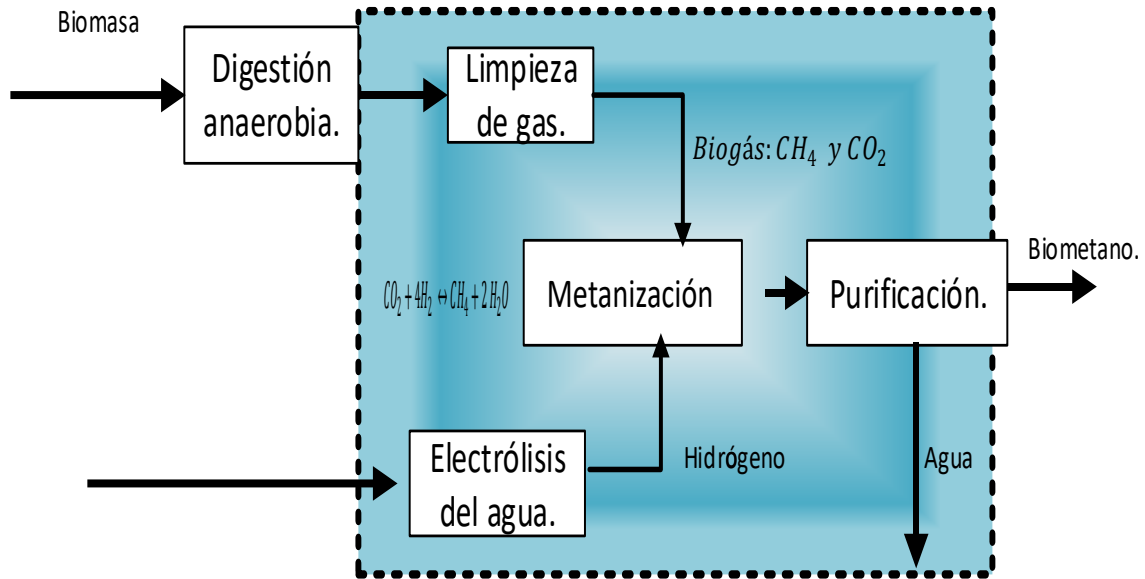 Biomasa
Digestión
anaerobia.
Limpieza
de gas.
Biogás: CH₄ y CO₂
CO₂+4H₂↔CH₄+2H₂O
Metanización
Purificación.
Biometano.
Electrólisis
del agua.
Hidrógeno
Agua